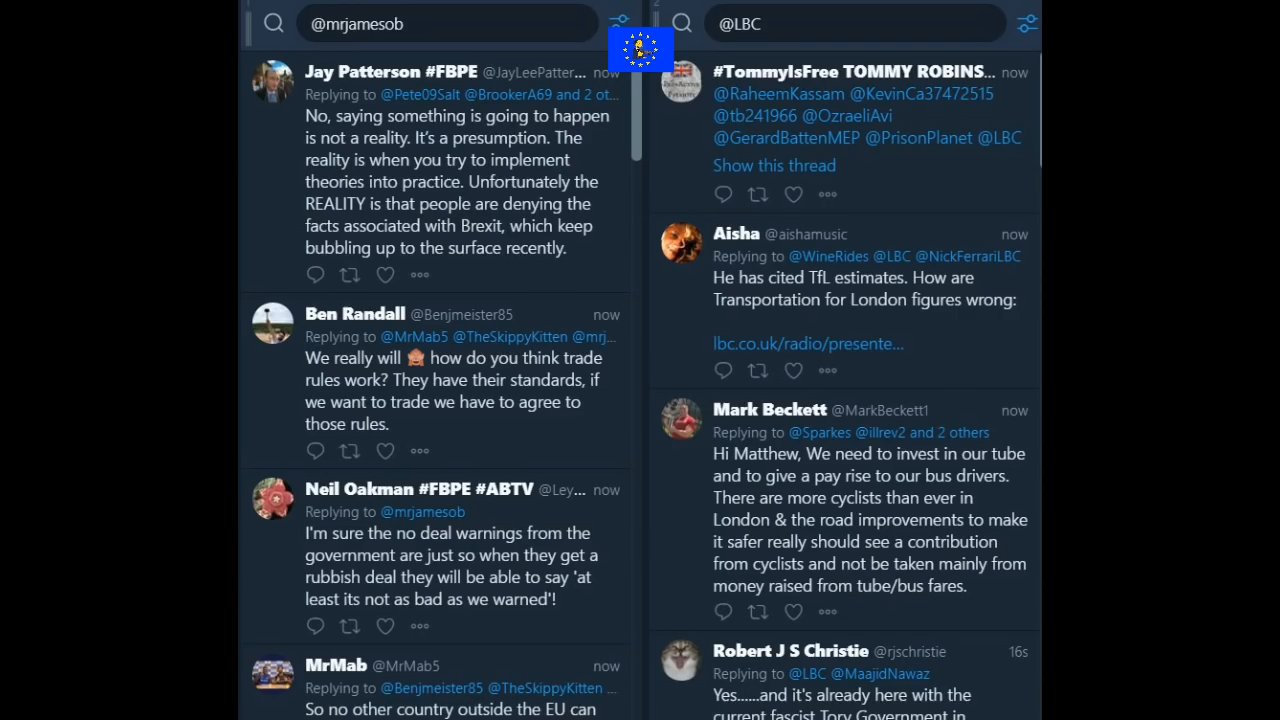 @mrjamesob
Jay Patterson #FBPE @JayLeePatter... now
Replying to @Pete09Salt @BrookerA69 and 2 ot...
No, saying something is going to happen
is not a reality. It's a presumption. The
reality is when you try to implement
theories into practice. Unfortunately the
REALITY is that people are denying the
facts associated with Brexit, which keep
bubbling up to the surface recently.
Ben Randall @Benjmeister85 now
Replying to @MrMab5 @TheSkippyKitten @mrj...
We really will 🙈 how do you think trade
rules work? They have their standards, if
we want to trade we have to agree to
those rules.
Neil Oakman #FBPE #ABTV @Ley... now
Replying to @mrjamesob
I'm sure the no deal warnings from the
government are just so when they get a
rubbish deal they will be able to say 'at
least its not as bad as we warned'!
MrMab @MrMab5 now
Replying to @Benjmeister85 @TheSkippyKitten ...
So no other country outside the EU can
2
@LBC
#TommyIsFree TOMMY ROBINS... now
@RaheemKassam @KevinCa37472515
@tb241966 @OzraeliAvi
@GerardBattenMEP @PrisonPlanet @LBC
Show this thread
Aisha @aishamusic now
Replying to @WineRides @LBC @NickFerrariLBC
He has cited TfL estimates. How are
Transportation for London figures wrong:
lbc.co.uk/radio/presente...
Mark Beckett @MarkBeckett1 now
Replying to @Sparkes @illrev2 and 2 others
Hi Matthew, We need to invest in our tube
and to give a pay rise to our bus drivers.
There are more cyclists than ever in
London & the road improvements to make
it safer really should see a contribution
from cyclists and not be taken mainly from
money raised from tube/bus fares.
Robert J S Christie @rjschristie 16s
Replying to @LBC @MaajidNawaz
Yes......and it's already here with the
current fascist Tory Government in